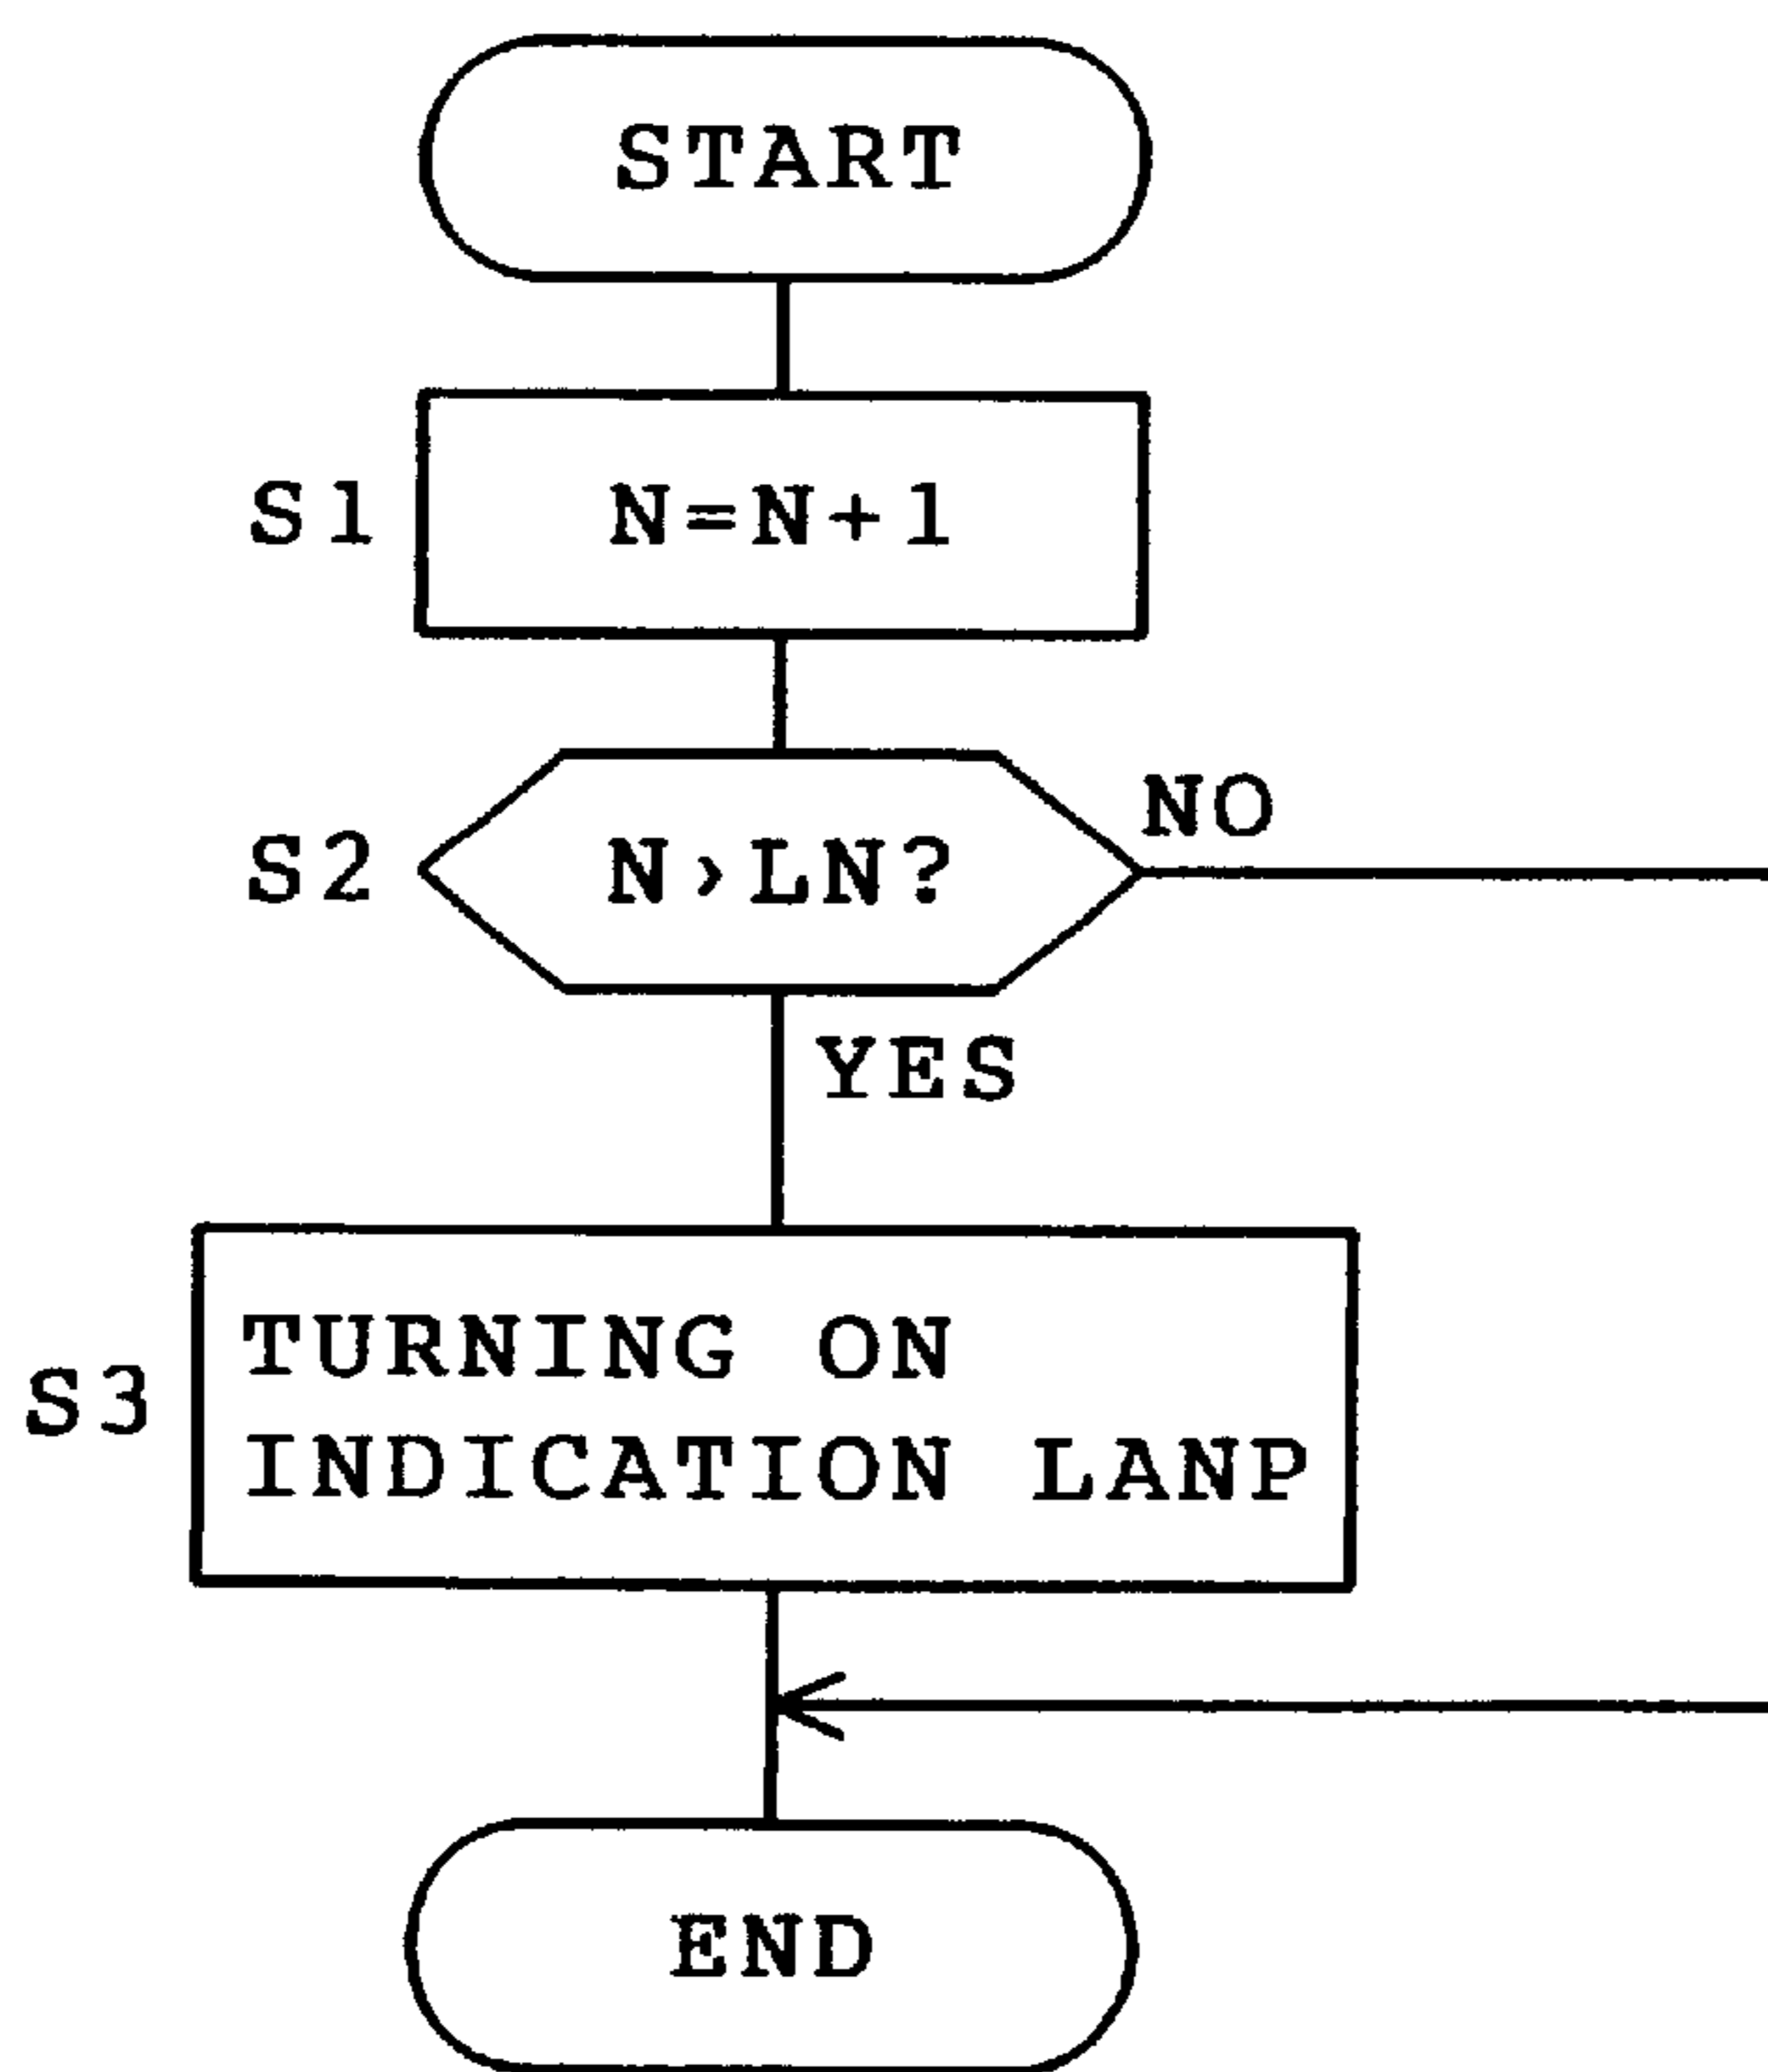 START
S1 N=N+1
S2 N>LN? NO
YES
S3 TURNING ON
INDICATION LANP
END